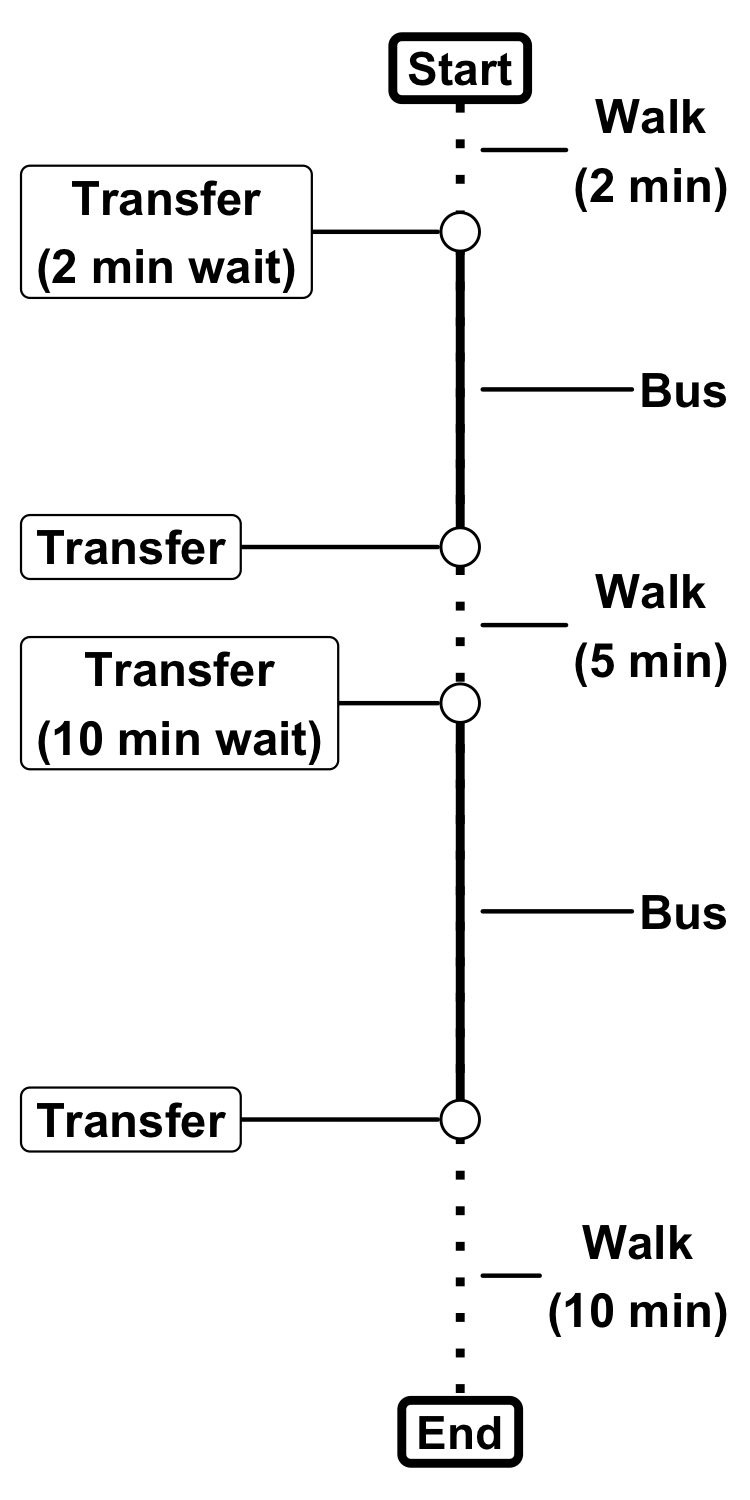 Start
Walk
(2 min)
Transfer
(2 min wait)
Bus
Transfer
Walk
(5 min)
Transfer
(10 min wait)
Bus
Transfer
Walk
(10 min)
End